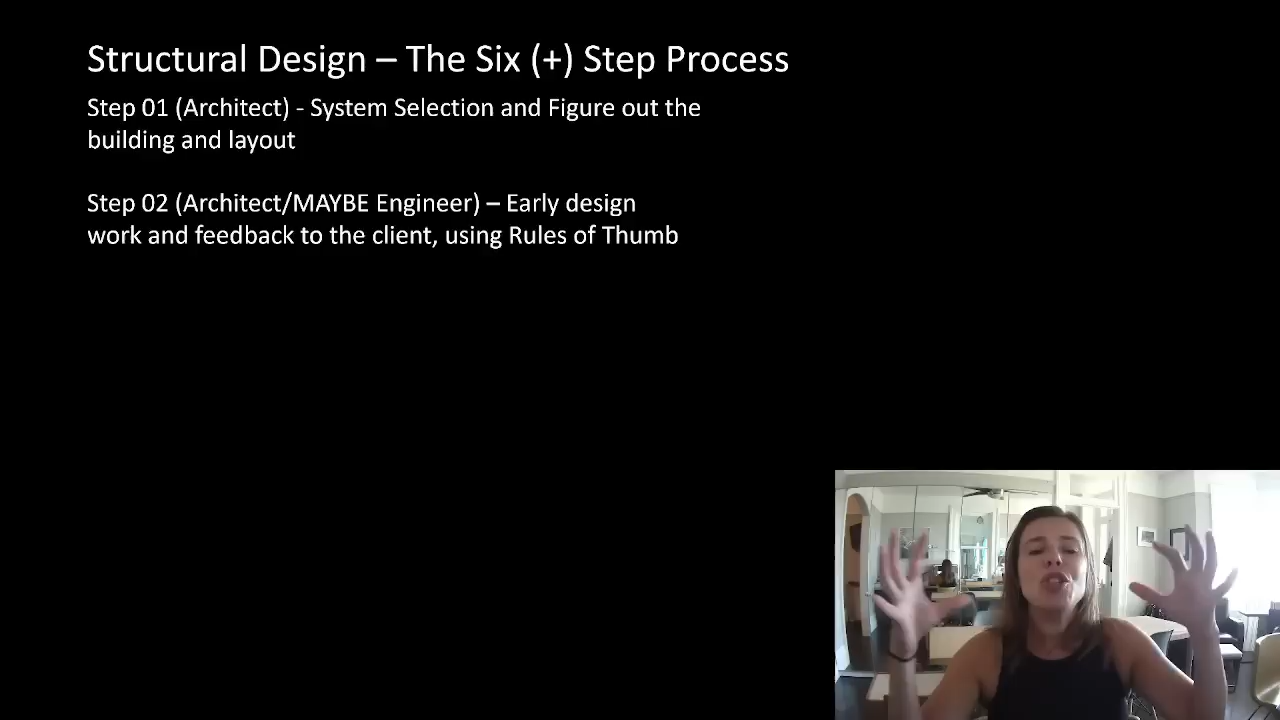 Structural Design – The Six (+) Step Process
Step 01 (Architect) - System Selection and Figure out the
building and layout
Step 02 (Architect/MAYBE Engineer) – Early design
work and feedback to the client, using Rules of Thumb